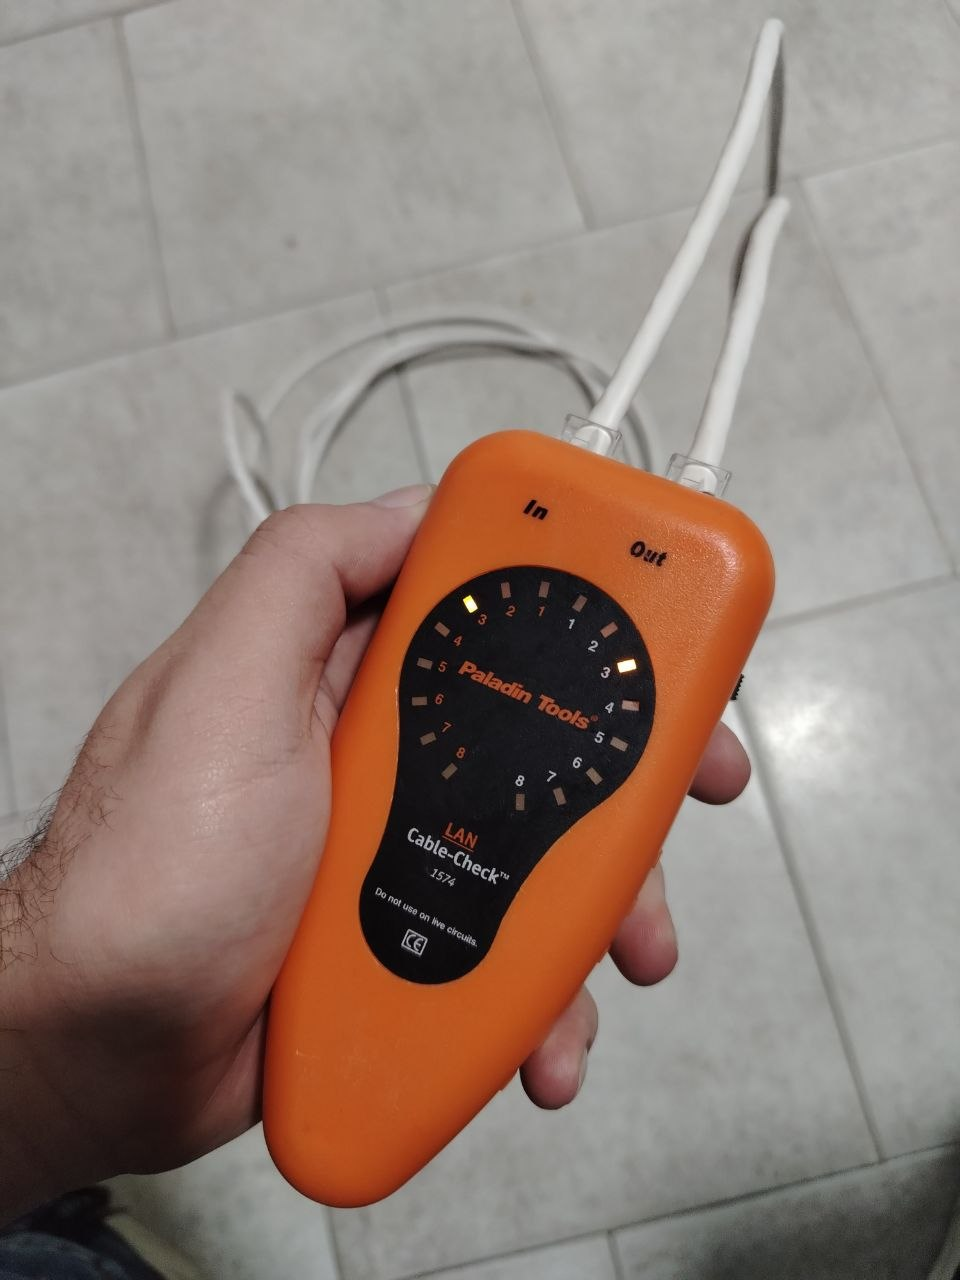 In
Out
3 2 1 1 2 3 4 5 6 7 8
4 5 6 7 8
Paladin Tools®
LAN
Cable-Check™
1574
Do not use on live circuits.
CE